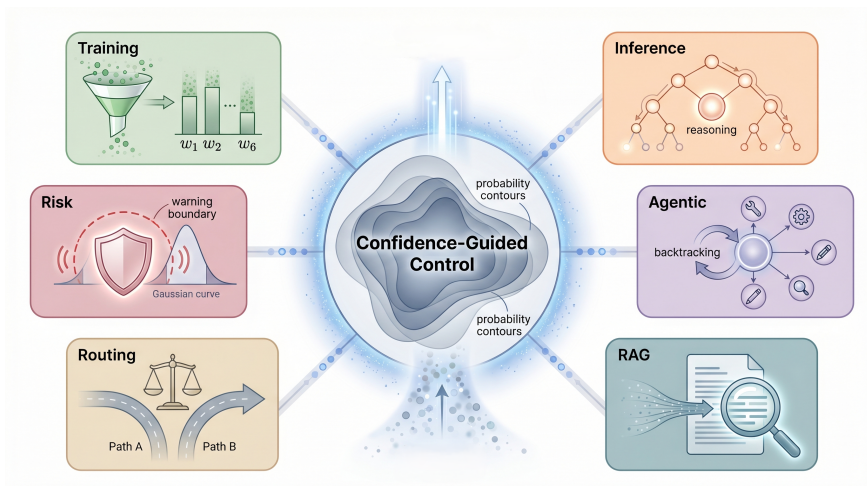 Training
w1 w2 ... w6
Risk
warning
boundary
Gaussian curve
Routing
Path A
Path B
probability
contours
Confidence-Guided
Control
probability
contours
Inference
reasoning
Agentic
backtracking
RAG